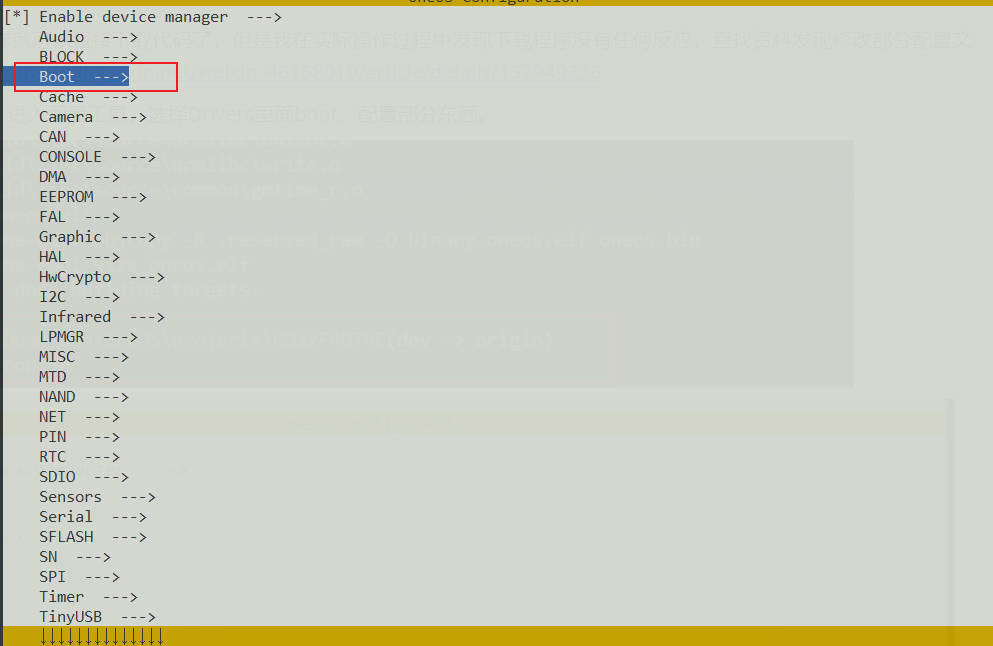 [*] Enable device manager  --->
Audio  --->
BLOCK  --->
Boot  --->
Cache  --->
Camera  --->
CAN  --->
CONSOLE  --->
DMA  --->
EEPROM  --->
FAL  --->
Graphic  --->
HAL  --->
HwCrypto  --->
I2C  --->
Infrared  --->
LPMGR  --->
MISC  --->
MTD  --->
NAND  --->
NET  --->
PIN  --->
RTC  --->
SDIO  --->
Sensors  --->
Serial  --->
SFLASH  --->
SN  --->
SPI  --->
Timer  --->
TinyUSB  --->
↓↓↓↓↓↓↓↓↓↓↓↓↓↓